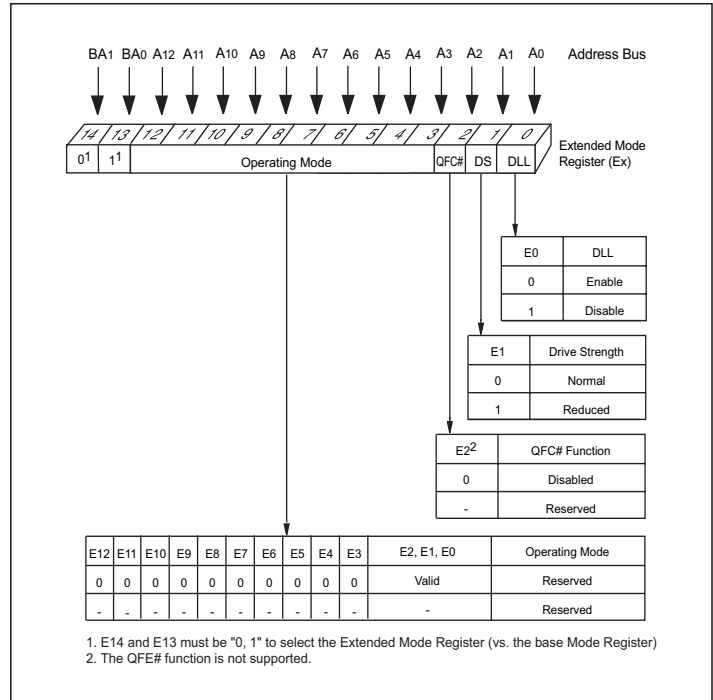 BA1 BA0 A12 A11 A10 A9 A8 A7 A6 A5 A4 A3 A2 A1 A0 Address Bus
14 13 12 11 10 9 8 7 6 5 4 3 2 1 0
Extended Mode
Register (Ex)
0¹ 1¹ Operating Mode QFC# DS DLL
E0 DLL
0 Enable
1 Disable
E1 Drive Strength
0 Normal
1 Reduced
E2² QFC# Function
0 Disabled
- Reserved
E12 E11 E10 E9 E8 E7 E6 E5 E4 E3 E2, E1, E0 Operating Mode
0 0 0 0 0 0 0 0 0 0 Valid Reserved
- - - - - - - - - - - Reserved
1. E14 and E13 must be "0, 1" to select the Extended Mode Register (vs. the base Mode Register)
2. The QFE# function is not supported.